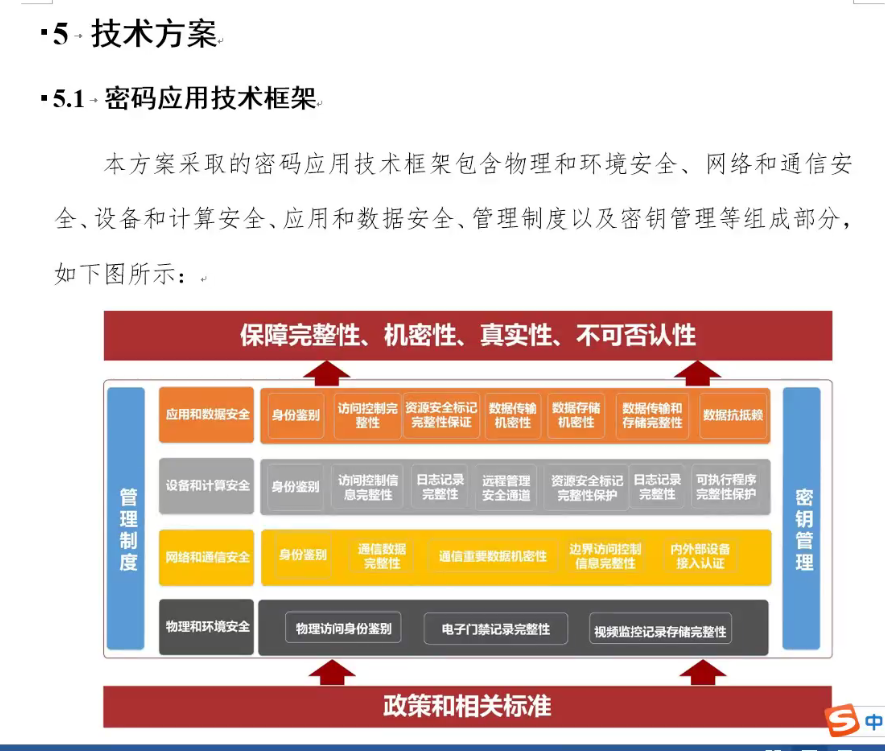 5 技术方案
5.1 密码应用技术框架
本方案采取的密码应用技术框架包含物理和环境安全、网络和通信安
全、设备和计算安全、应用和数据安全、管理制度以及密钥管理等组成部分,
如下图所示:
保障完整性、机密性、真实性、不可否认性
管理制度
应用和数据安全
身份鉴别
访问控制完
整性
资源安全标记
完整性保证
数据传输
机密性
数据存储
机密性
数据传输和
存储完整性
数据抗抵赖
设备和计算安全
身份鉴别
访问控制信
息完整性
日志记录
完整性
远程管理
安全通道
资源安全标记
完整性保护
日志记录
完整性
可执行程序
完整性保护
网络和通信安全
身份鉴别
通信数据
完整性
通信重要数据机密性
边界访问控制
信息完整性
内外部设备
接入认证
物理和环境安全
物理访问身份鉴别
电子门禁记录完整性
视频监控记录存储完整性
密钥管理
政策和相关标准
S 中